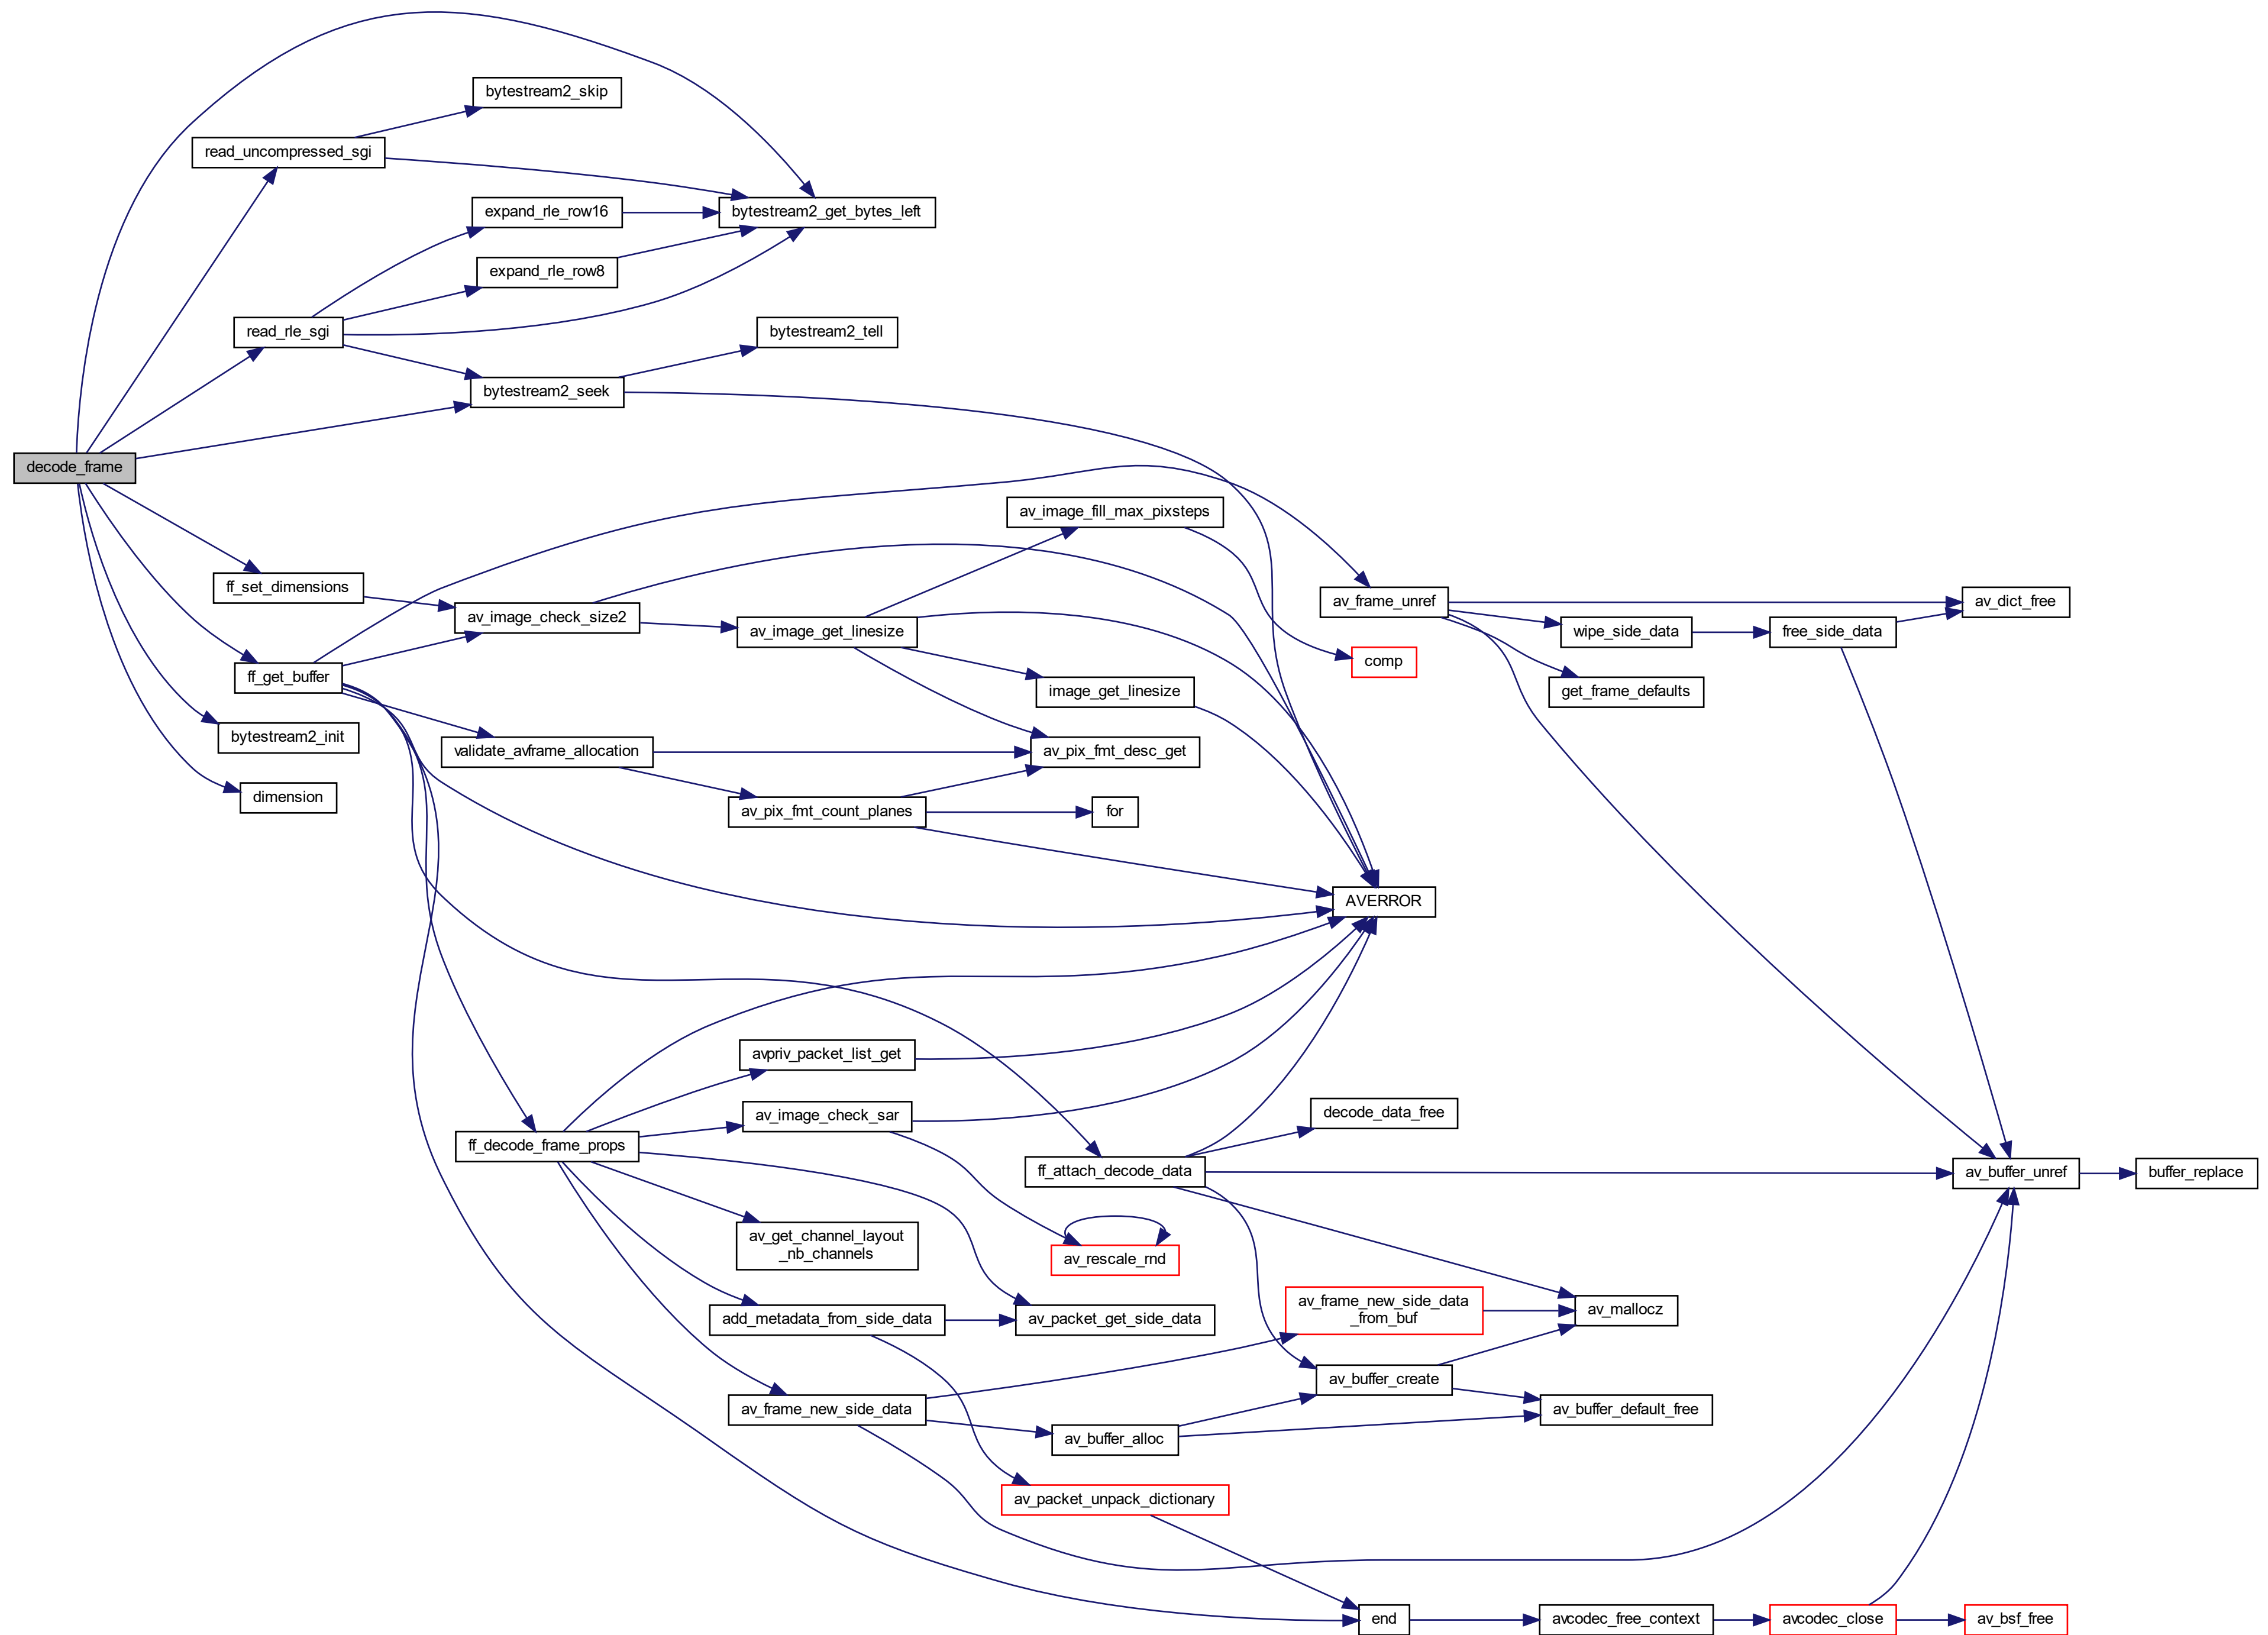 bytestream2_skip
read_uncompressed_sgi
expand_rle_row16
bytestream2_get_bytes_left
expand_rle_row8
read_rle_sgi
bytestream2_tell
bytestream2_seek
decode_frame
av_image_fill_max_pixsteps
ff_set_dimensions
av_frame_unref
av_dict_free
av_image_check_size2
av_image_get_linesize
wipe_side_data
free_side_data
comp
ff_get_buffer
image_get_linesize
get_frame_defaults
bytestream2_init
validate_avframe_allocation
av_pix_fmt_desc_get
dimension
av_pix_fmt_count_planes
for
AVERROR
avpriv_packet_list_get
av_image_check_sar
decode_data_free
ff_decode_frame_props
ff_attach_decode_data
av_buffer_unref
buffer_replace
av_get_channel_layout
_nb_channels
av_rescale_rnd
av_frame_new_side_data
_from_buf
av_mallocz
add_metadata_from_side_data
av_packet_get_side_data
av_buffer_create
av_frame_new_side_data
av_buffer_default_free
av_buffer_alloc
av_packet_unpack_dictionary
end
avcodec_free_context
avcodec_close
av_bsf_free